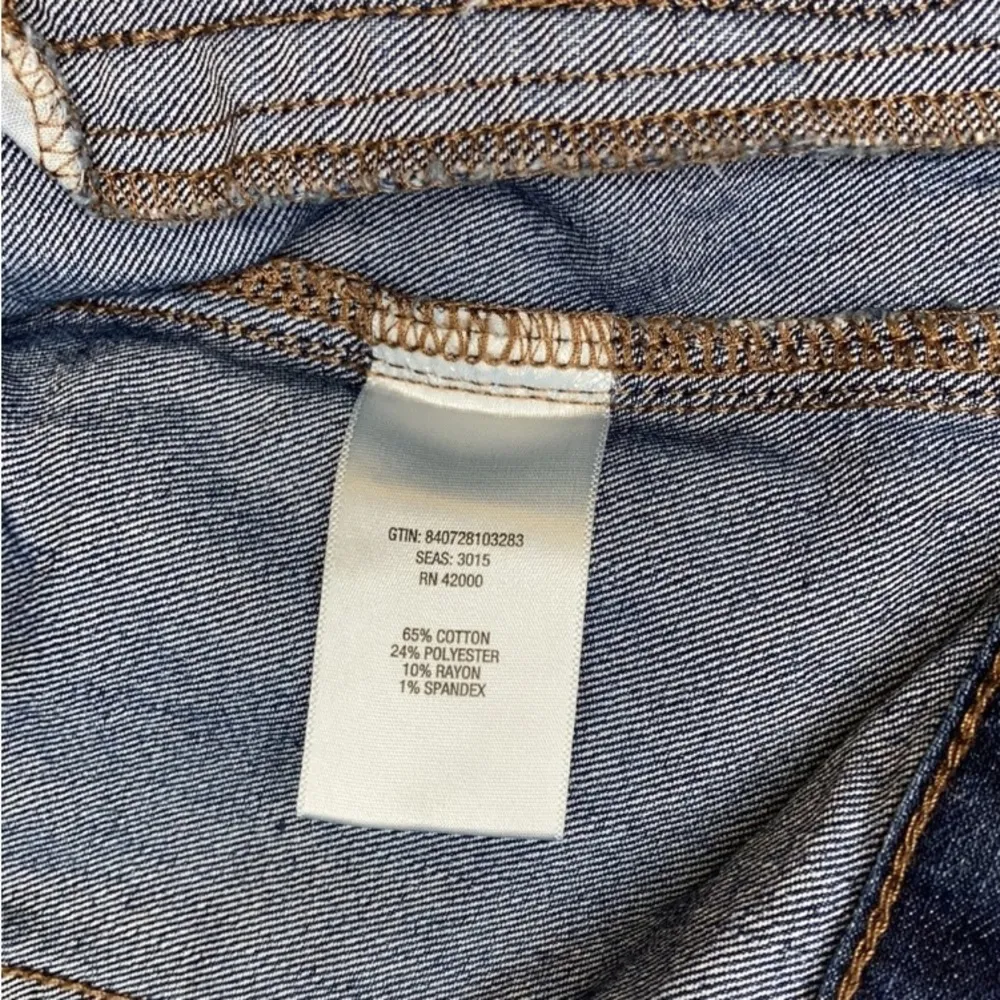 GTIN: 840728103283
SEAS: 3015
RN 42000
65% COTTON
24% POLYESTER
10% RAYON
1% SPANDEX